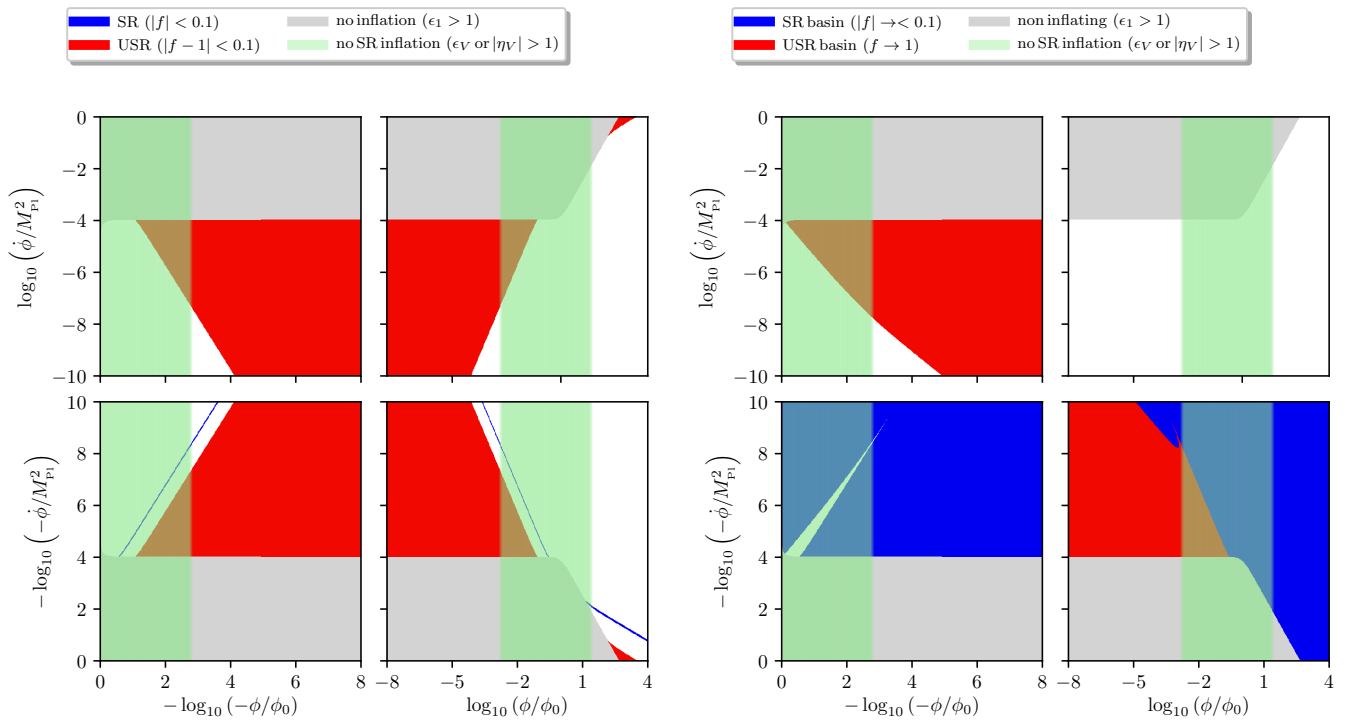 SR (|f| < 0.1)
USR (|f − 1| < 0.1)
no inflation (ϵ₁ > 1)
no SR inflation (ϵ_V or |η_V| > 1)
SR basin (|f| →< 0.1)
USR basin (f → 1)
non inflating (ϵ₁ > 1)
no SR inflation (ϵ_V or |η_V| > 1)
log₁₀ (ϕ̇/M²_Pl)
0
−2
−4
−6
−8
−10
− log₁₀ (−ϕ̇/M²_Pl)
10
8
6
4
2
0
0 2 4 6 8
− log₁₀ (−ϕ/ϕ₀)
−8 −5 −2 1 4
log₁₀ (ϕ/ϕ₀)
log₁₀ (ϕ̇/M²_Pl)
0
−2
−4
−6
−8
−10
− log₁₀ (−ϕ̇/M²_Pl)
10
8
6
4
2
0
0 2 4 6 8
− log₁₀ (−ϕ/ϕ₀)
−8 −5 −2 1 4
log₁₀ (ϕ/ϕ₀)